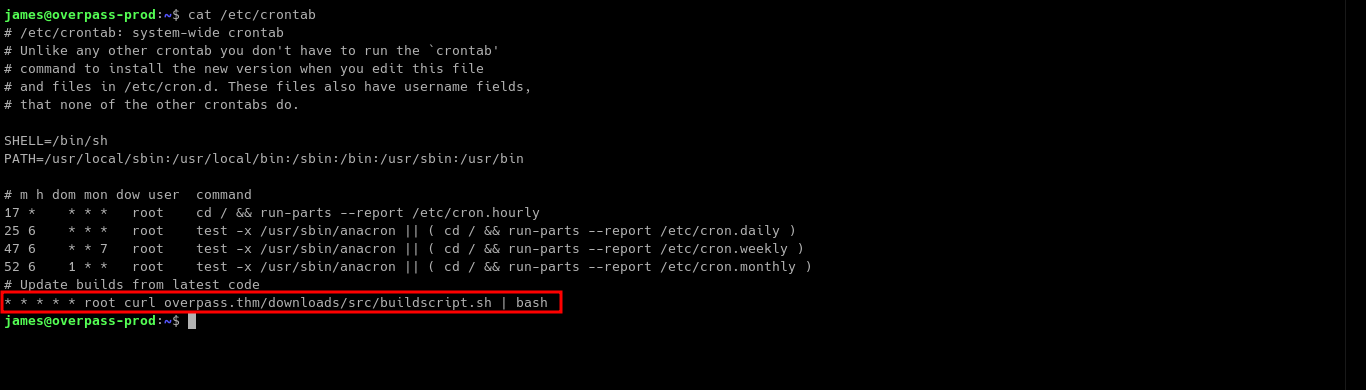 james@overpass-prod:~$ cat /etc/crontab
# /etc/crontab: system-wide crontab
# Unlike any other crontab you don't have to run the `crontab'
# command to install the new version when you edit this file
# and files in /etc/cron.d. These files also have username fields,
# that none of the other crontabs do.
SHELL=/bin/sh
PATH=/usr/local/sbin:/usr/local/bin:/sbin:/bin:/usr/sbin:/usr/bin
# m h dom mon dow user  command
17 *    * * *   root    cd / && run-parts --report /etc/cron.hourly
25 6    * * *   root    test -x /usr/sbin/anacron || ( cd / && run-parts --report /etc/cron.daily )
47 6    * * 7   root    test -x /usr/sbin/anacron || ( cd / && run-parts --report /etc/cron.weekly )
52 6    1 * *   root    test -x /usr/sbin/anacron || ( cd / && run-parts --report /etc/cron.monthly )
# Update builds from latest code
* * * * * root curl overpass.thm/downloads/src/buildscript.sh | bash
james@overpass-prod:~$